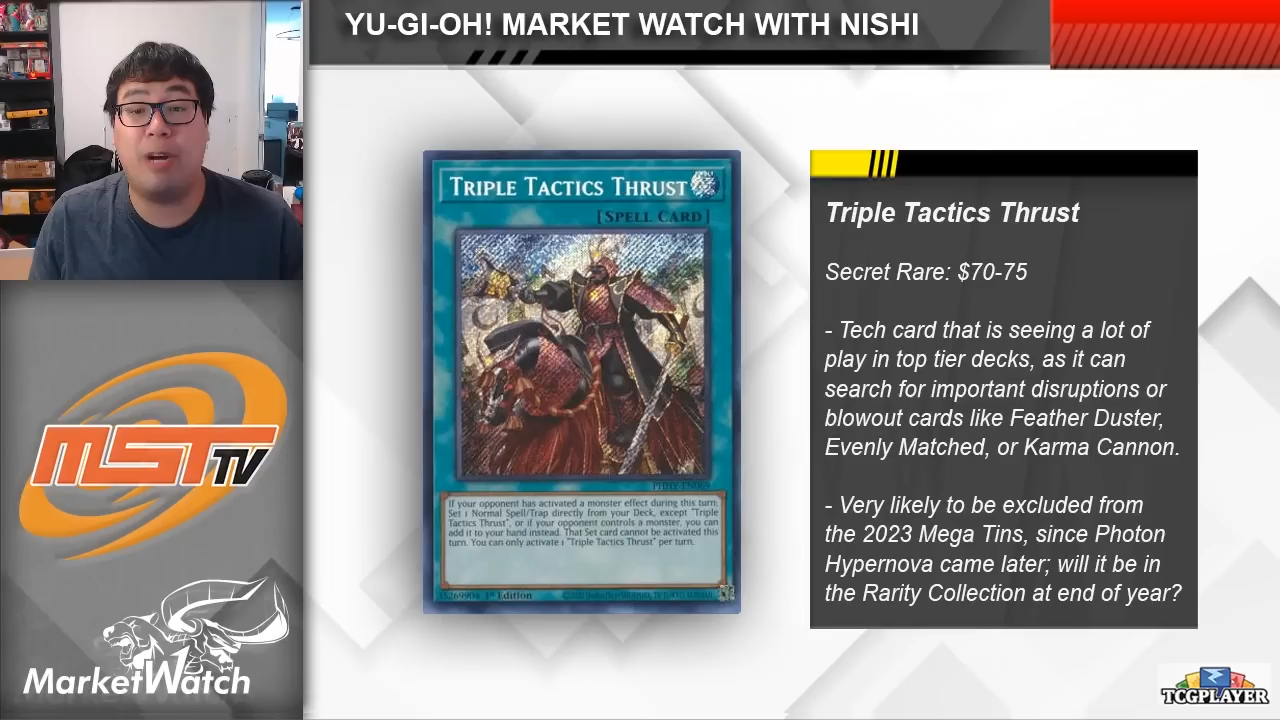 YU-GI-OH! MARKET WATCH WITH NISHI
TRIPLE TACTICS THRUST
[SPELL CARD]
PHHY-EN069
If your opponent has activated a monster effect during this turn:
Set 1 Normal Spell/Trap directly from your Deck, except "Triple
Tactics Thrust", or if your opponent controls a monster, you can
add it to your hand instead. That Set card cannot be activated this
turn. You can only activate 1 "Triple Tactics Thrust" per turn.
1st Edition
Triple Tactics Thrust
Secret Rare: $70-75
- Tech card that is seeing a lot of
play in top tier decks, as it can
search for important disruptions or
blowout cards like Feather Duster,
Evenly Matched, or Karma Cannon.
- Very likely to be excluded from
the 2023 Mega Tins, since Photon
Hypernova came later; will it be in
the Rarity Collection at end of year?
MST TV
MarketWatch
TCGPLAYER